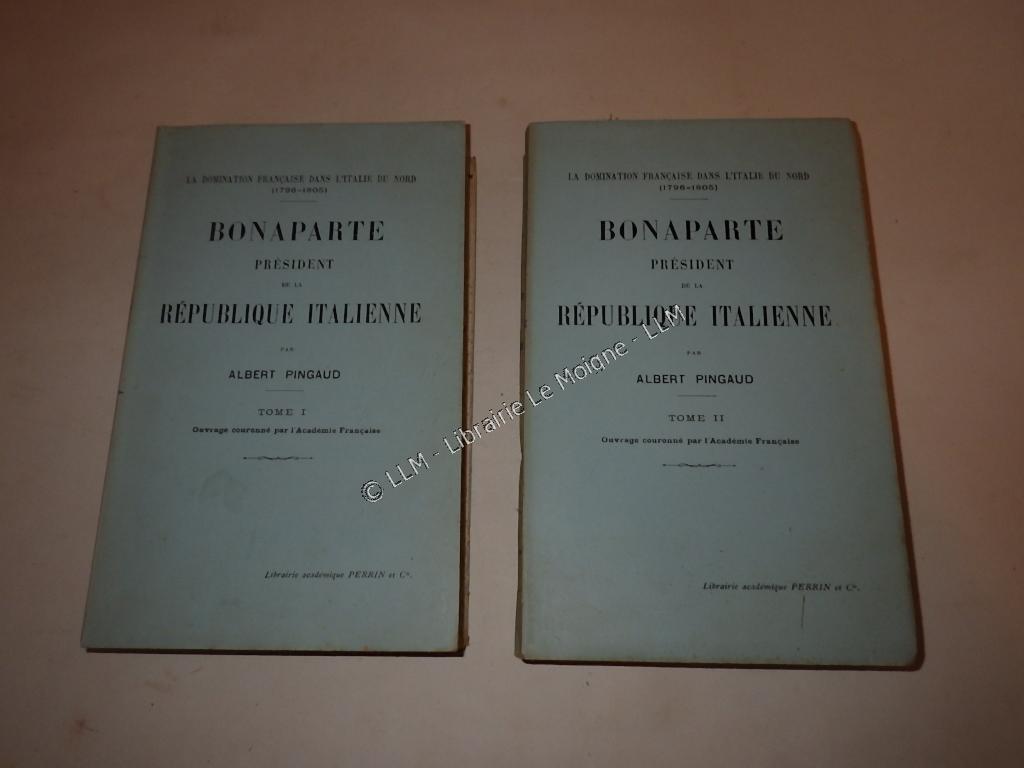 LA DOMINATION FRANÇAISE DANS L'ITALIE DU NORD
(1796-1805)
BONAPARTE
PRÉSIDENT
DE LA
RÉPUBLIQUE ITALIENNE
PAR
ALBERT PINGAUD
TOME I
Ouvrage couronné par l'Académie Française
Librairie académique PERRIN et Cie.
LA DOMINATION FRANÇAISE DANS L'ITALIE DU NORD
(1796-1805)
BONAPARTE
PRÉSIDENT
DE LA
RÉPUBLIQUE ITALIENNE
PAR
ALBERT PINGAUD
TOME II
Ouvrage couronné par l'Académie Française
Librairie académique PERRIN et Cie.
© LLM - Librairie Le Moigne - LLM